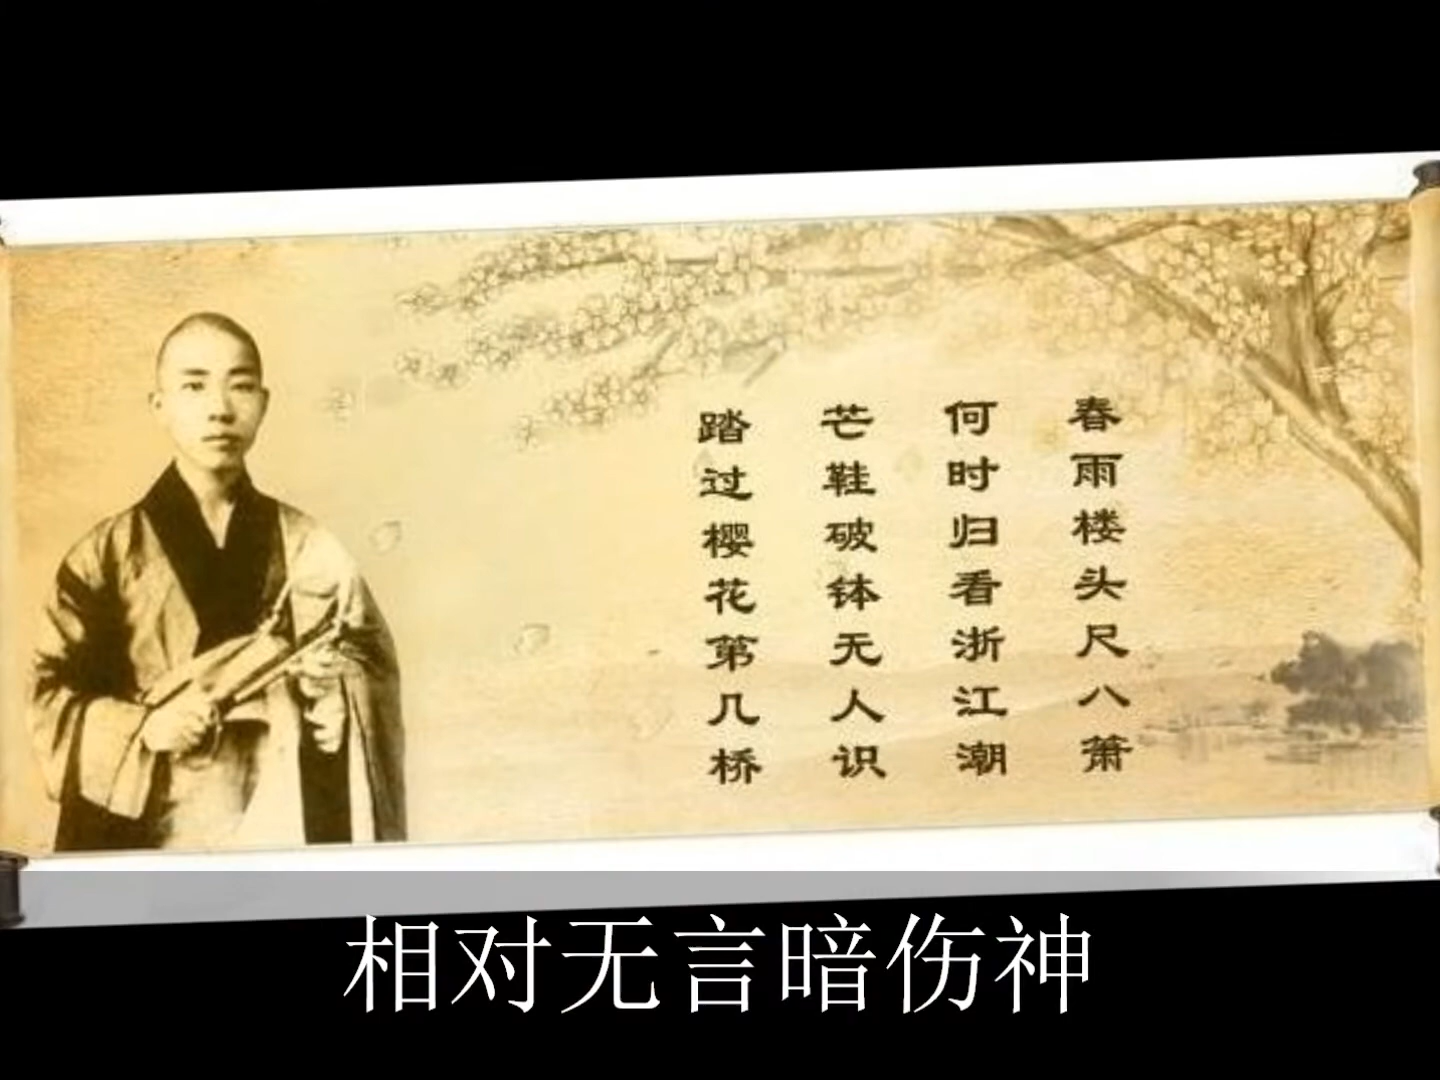 春雨楼头尺八箫
何时归看浙江潮
芒鞋破钵无人识
踏过樱花第几桥
相对无言暗伤神